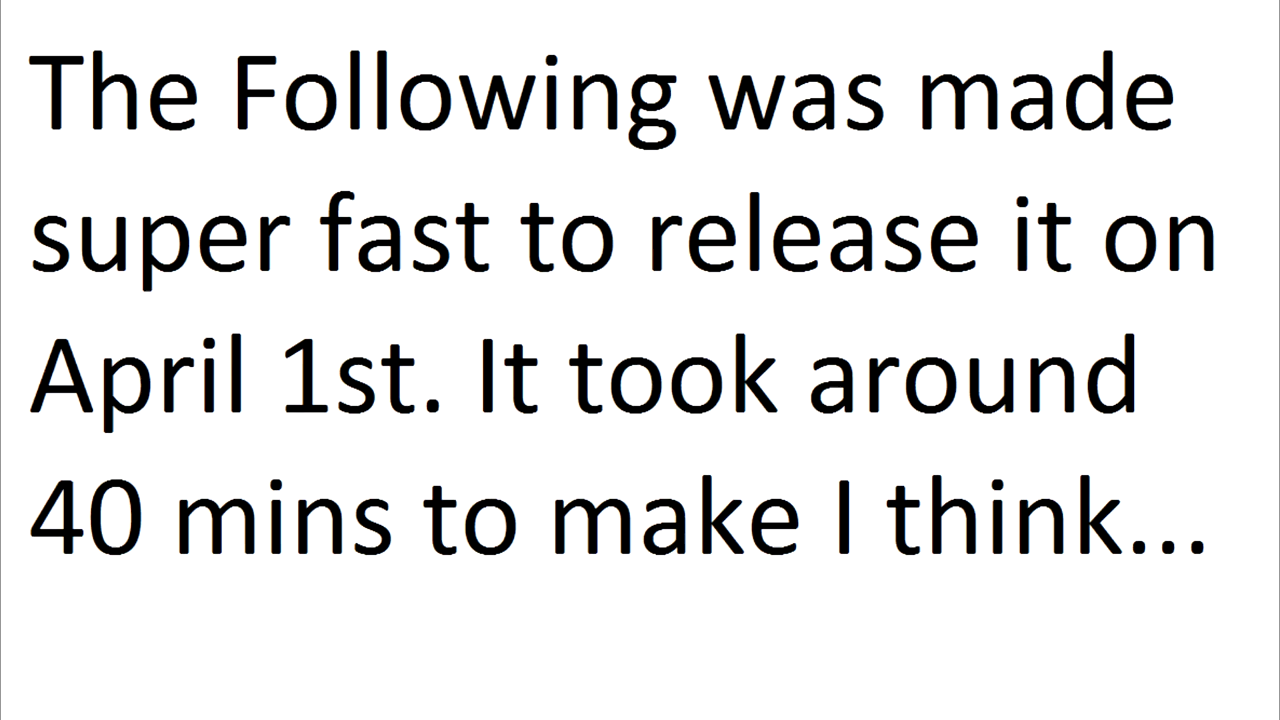 The Following was made
super fast to release it on
April 1st. It took around
40 mins to make I think...